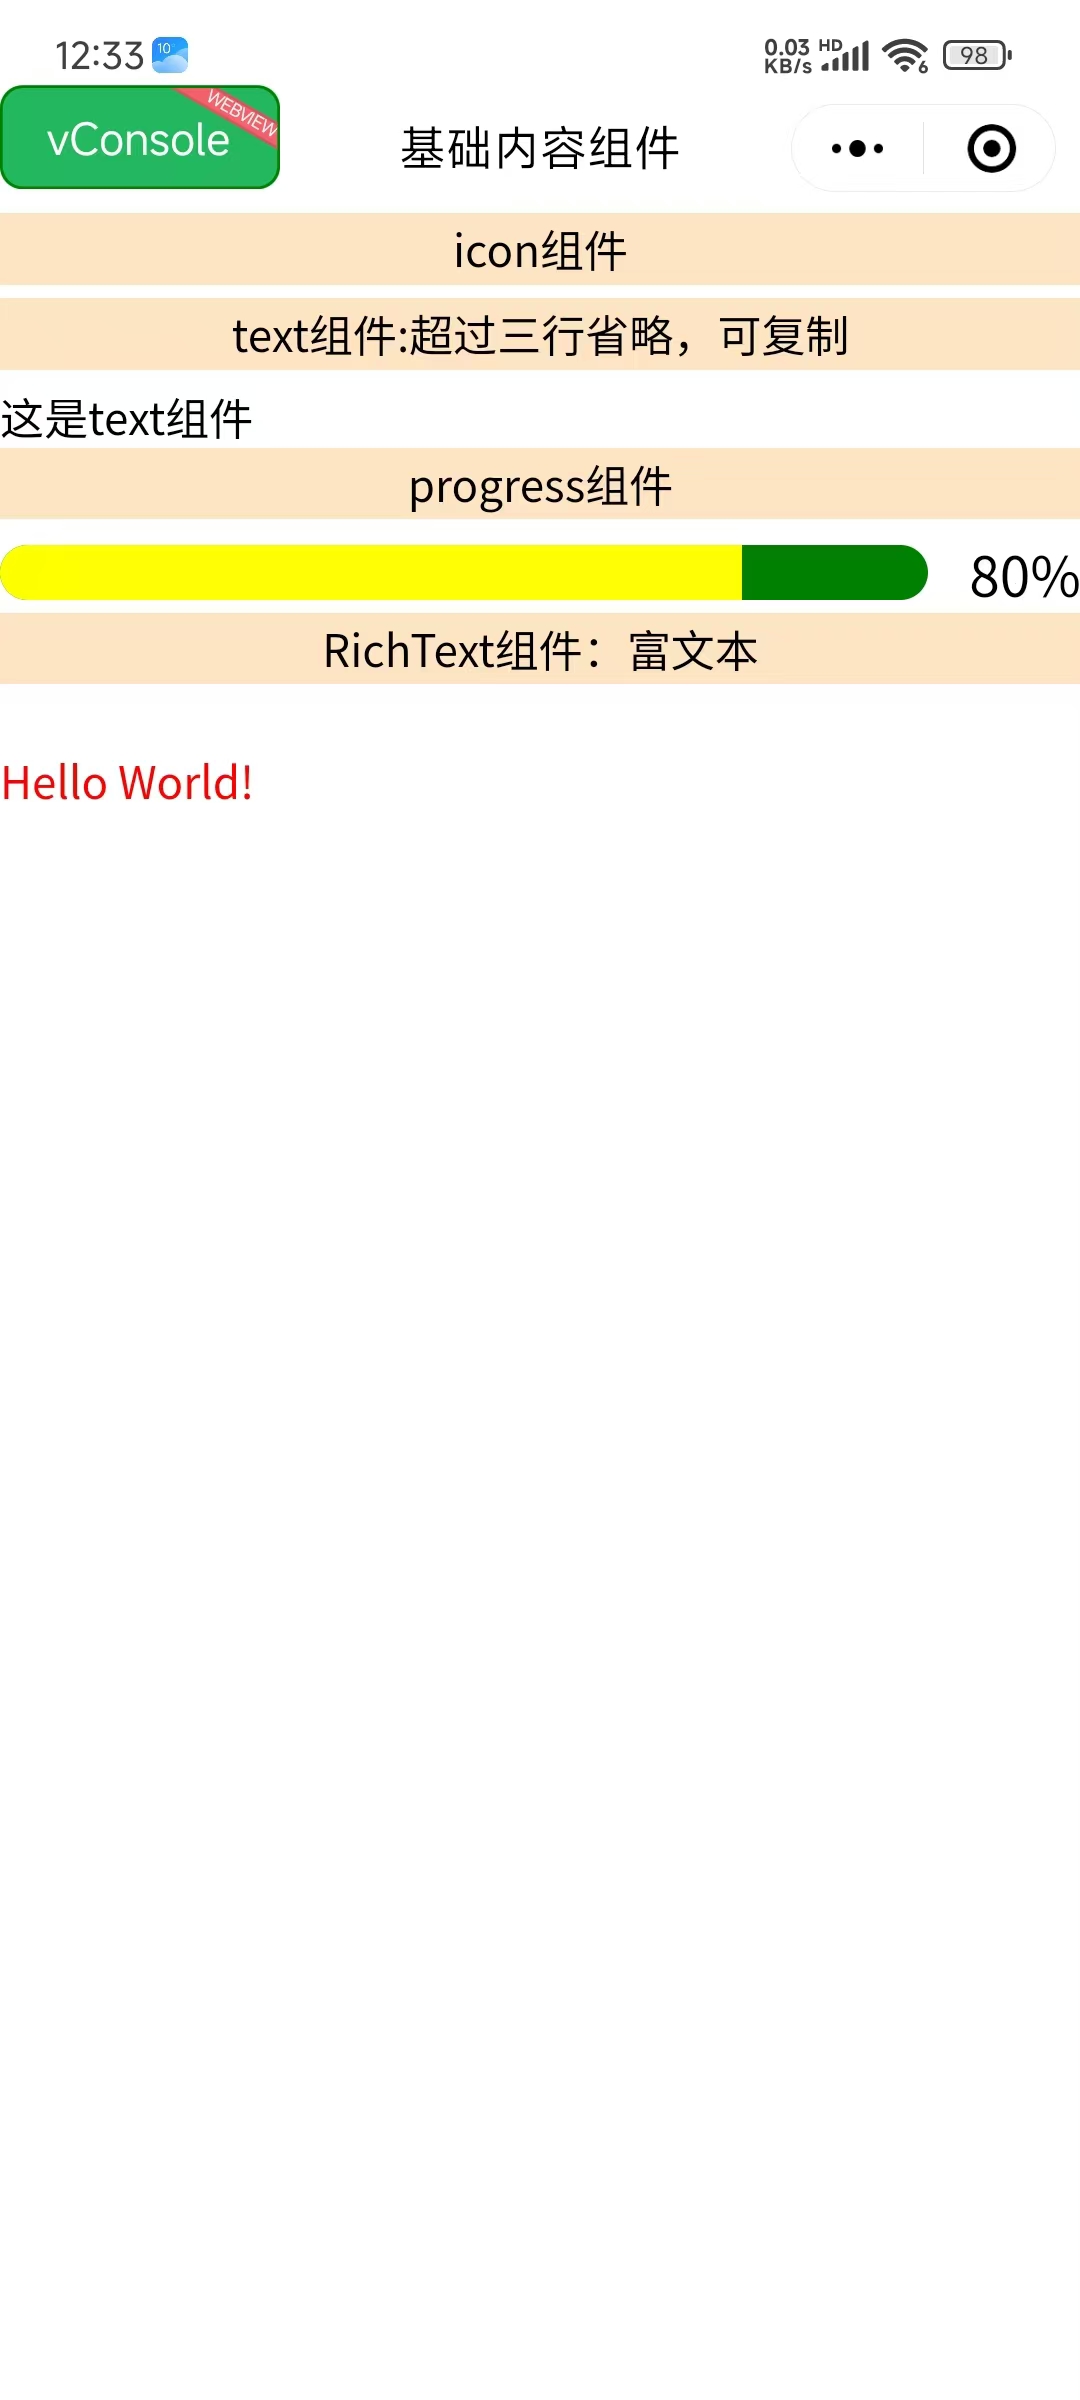 12:33
10°
0.03 KB/s
HD
6
98
vConsole
WEBVIEW
基础内容组件
icon组件
text组件:超过三行省略，可复制
这是text组件
progress组件
80%
RichText组件：富文本
Hello World!